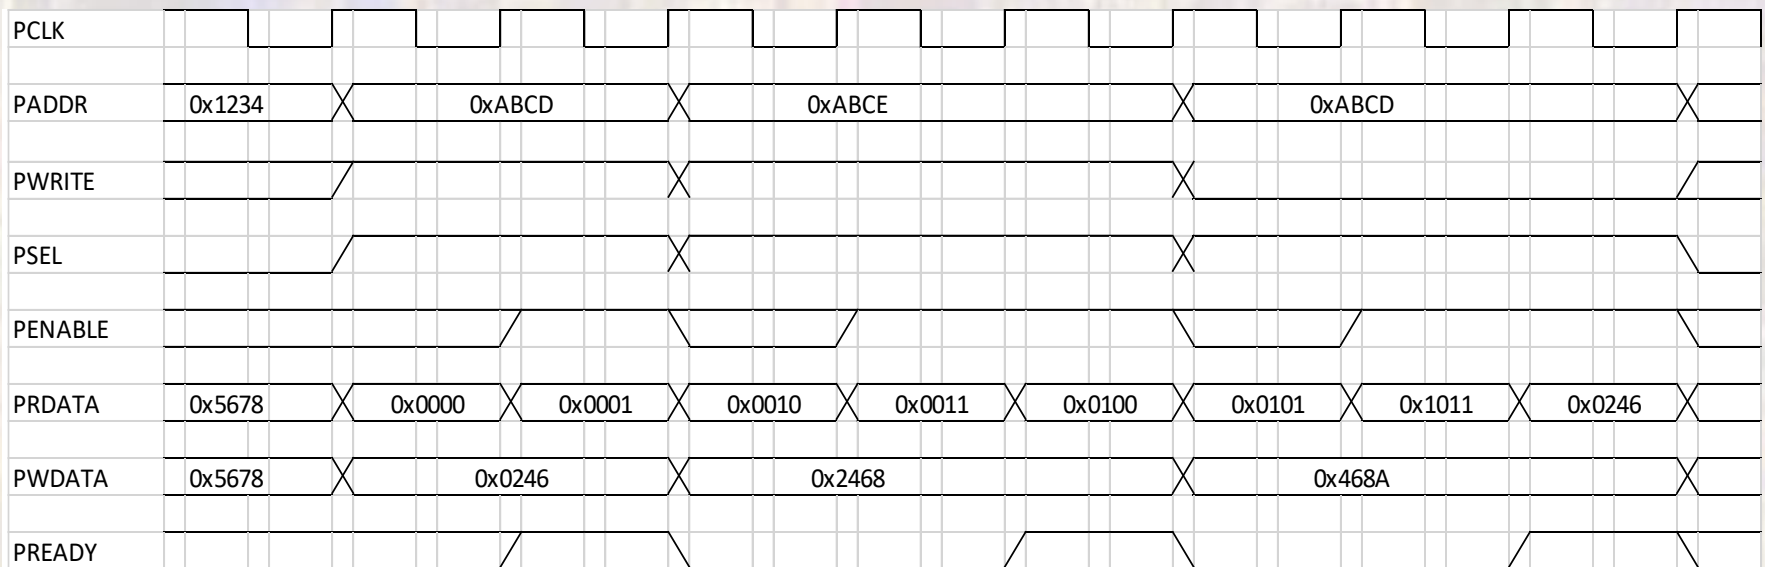 PCLK
PADDR 0x1234 0xABCD 0xABCE 0xABCD
PWRITE
PSEL
PENABLE
PRDATA 0x5678 0x0000 0x0001 0x0010 0x0011 0x0100 0x0101 0x1011 0x0246
PWDATA 0x5678 0x0246 0x2468 0x468A
PREADY